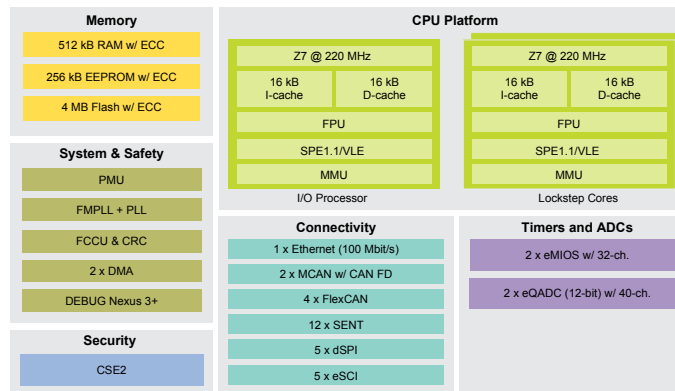 Memory
512 kB RAM w/ ECC
256 kB EEPROM w/ ECC
4 MB Flash w/ ECC
System & Safety
PMU
FMPLL + PLL
FCCU & CRC
2 x DMA
DEBUG Nexus 3+
Security
CSE2
CPU Platform
Z7 @ 220 MHz
16 kB
I-cache
16 kB
D-cache
FPU
SPE1.1/VLE
MMU
I/O Processor
Z7 @ 220 MHz
16 kB
I-cache
16 kB
D-cache
FPU
SPE1.1/VLE
MMU
Lockstep Cores
Connectivity
1 x Ethernet (100 Mbit/s)
2 x MCAN w/ CAN FD
4 x FlexCAN
12 x SENT
5 x dSPI
5 x eSCI
Timers and ADCs
2 x eMIOS w/ 32-ch.
2 x eQADC (12-bit) w/ 40-ch.